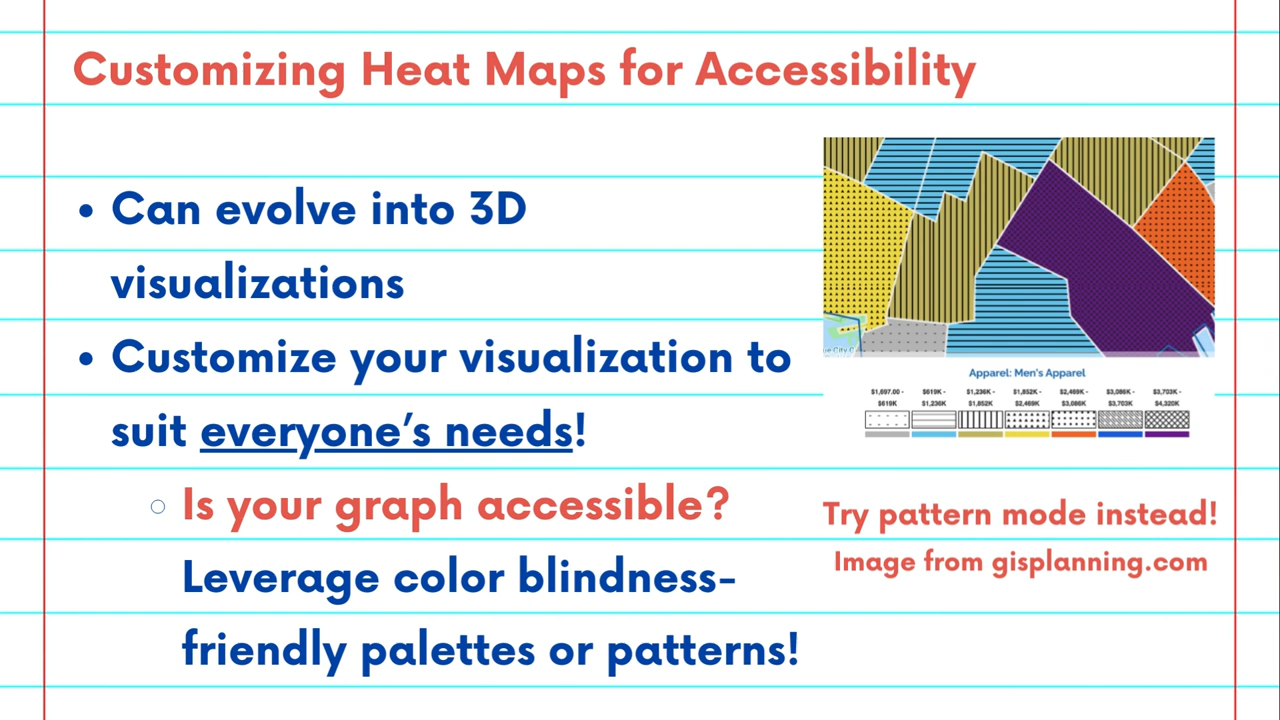 Customizing Heat Maps for Accessibility
• Can evolve into 3D
visualizations
• Customize your visualization to
suit everyone's needs!
○ Is your graph accessible?
Leverage color blindness-
friendly palettes or patterns!
ue City C
Apparel: Men's Apparel
$1,697.00 - $619K - $1,236K - $1,852K - $2,469K - $3,086K - $3,703K -
$619K $1,236K $1,852K $2,469K $3,086K $3,703K $4,320K
Try pattern mode instead!
Image from gisplanning.com